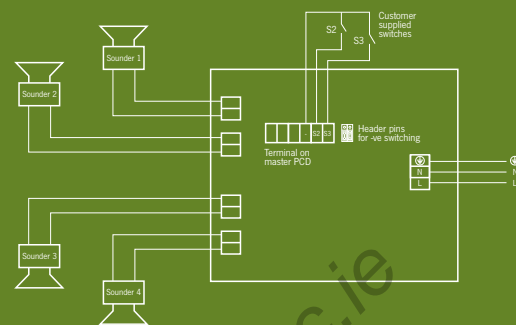 Customer
supplied
switches
S2
S3
Sounder 1
Sounder 2
- S2 S3
Header pins
for -ve switching
Terminal on
master PCD
N N
L L
Sounder 3
Sounder 4
s.ie